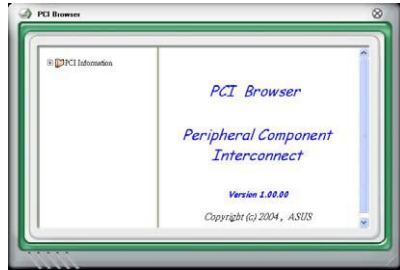 PCI Browser
PCI Information
PCI Browser
Peripheral Component
Interconnect
Version 1.00.00
Copyright (c) 2004 , ASUS